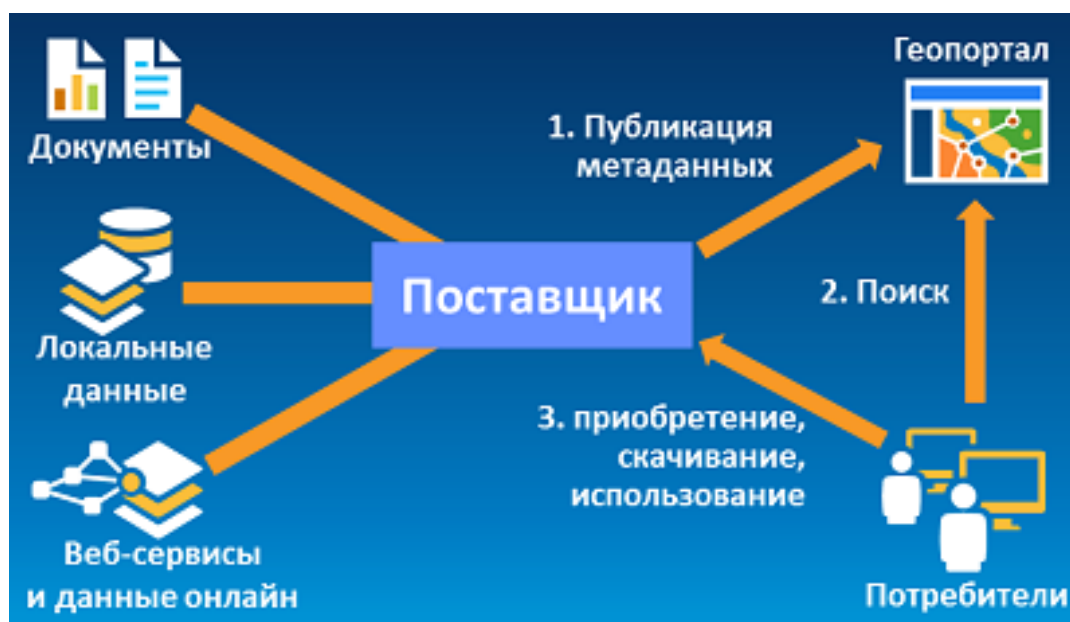 Документы
Локальные
данные
Веб-сервисы
и данные онлайн
Поставщик
1. Публикация
метаданных
Геопортал
2. Поиск
3. приобретение,
скачивание,
использование
Потребители